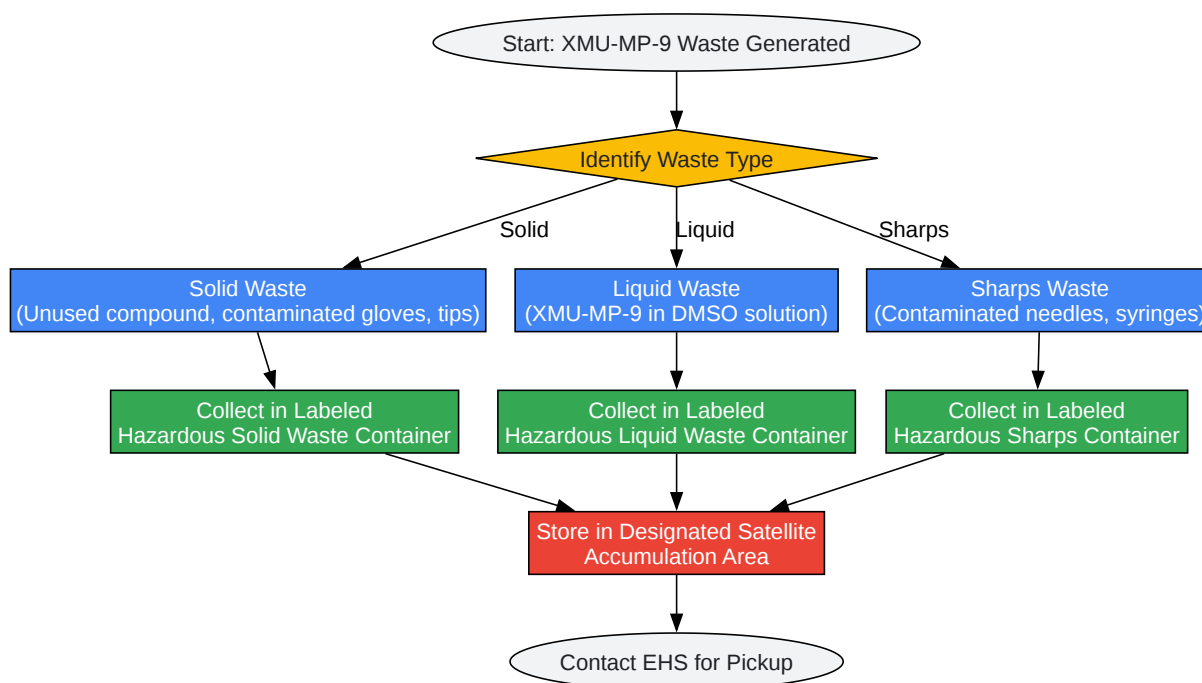 Start: XMU-MP-9 Waste Generated
Identify Waste Type
Solid
Liquid
Sharps
Solid Waste
(Unused compound, contaminated gloves, tips)
Liquid Waste
(XMU-MP-9 in DMSO solution)
Sharps Waste
(Contaminated needles, syringes)
Collect in Labeled
Hazardous Solid Waste Container
Collect in Labeled
Hazardous Liquid Waste Container
Collect in Labeled
Hazardous Sharps Container
Store in Designated Satellite
Accumulation Area
Contact EHS for Pickup